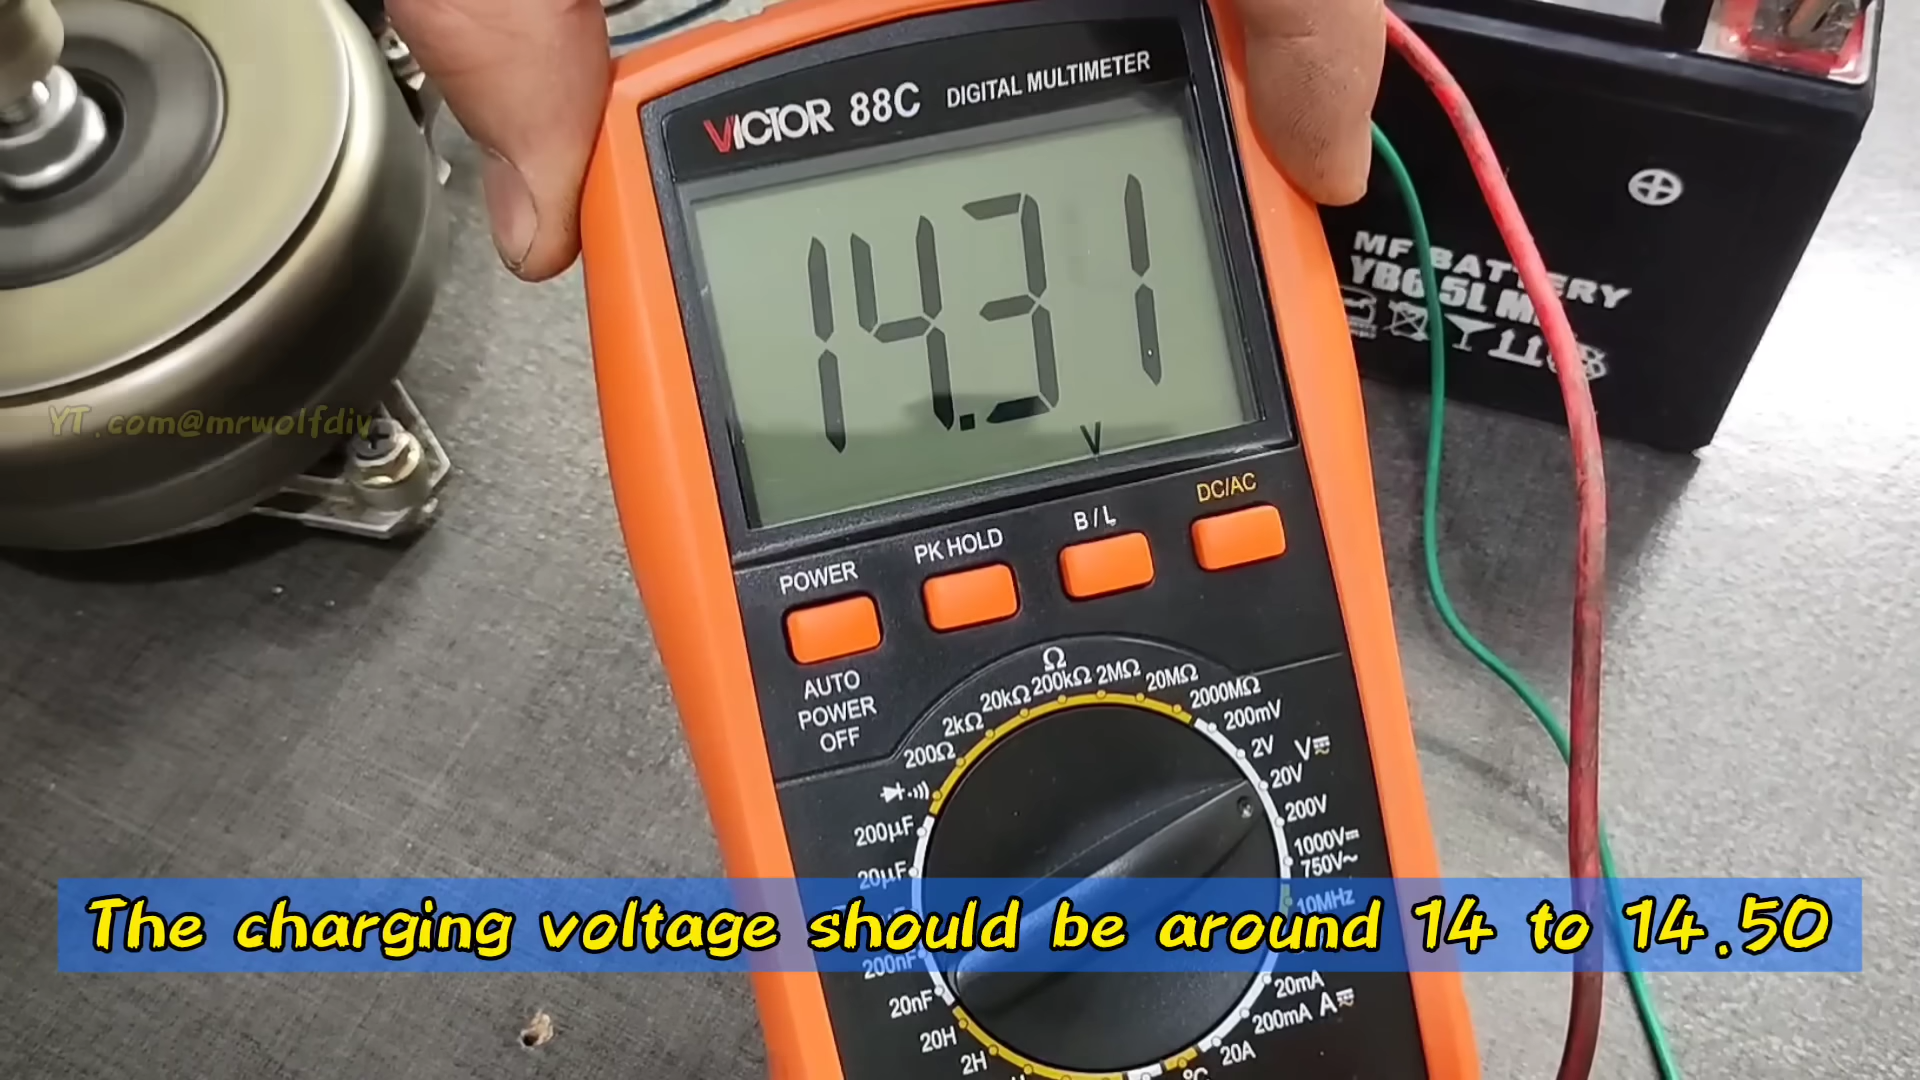 VICTOR 88C DIGITAL MULTIMETER
14.31
V
MF BATTERY
YT.com@mrwolfdiy
POWER
PK HOLD
B / L
DC/AC
AUTO
POWER
OFF
Ω
200Ω
2kΩ
20kΩ
200kΩ
2MΩ
20MΩ
2000MΩ
200mV
2V
V
20V
200V
1000V
750V~
10MHz
200µF
20µF
200nF
20nF
20H
2H
20mA
200mA
A
20A
°C
The charging voltage should be around 14 to 14.50